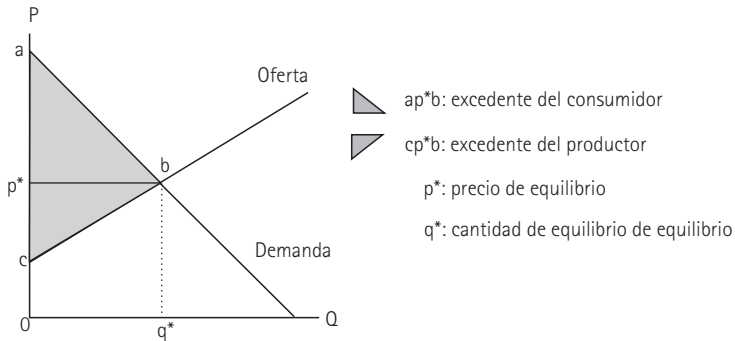 P
a
Oferta
ap*b: excedente del consumidor
cp*b: excedente del productor
b
p*
p*: precio de equilibrio
q*: cantidad de equilibrio de equilibrio
Demanda
c
0
q*
Q